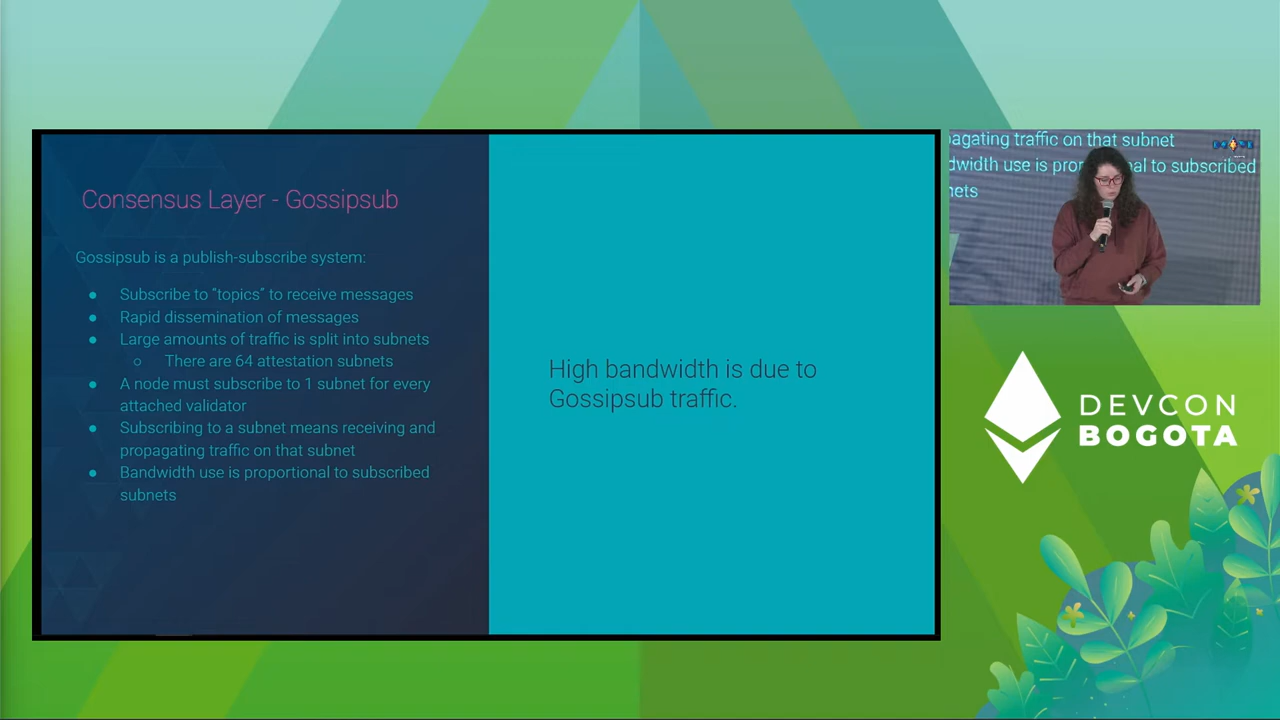 Consensus Layer - Gossipsub
Gossipsub is a publish-subscribe system:
● Subscribe to “topics” to receive messages
● Rapid dissemination of messages
● Large amounts of traffic is split into subnets
○ There are 64 attestation subnets
● A node must subscribe to 1 subnet for every
attached validator
● Subscribing to a subnet means receiving and
propagating traffic on that subnet
● Bandwidth use is proportional to subscribed
subnets
High bandwidth is due to
Gossipsub traffic.
agating traffic on that subnet
dwidth use is prop nal to subscribed
nets
DEVCON
BOGOTA